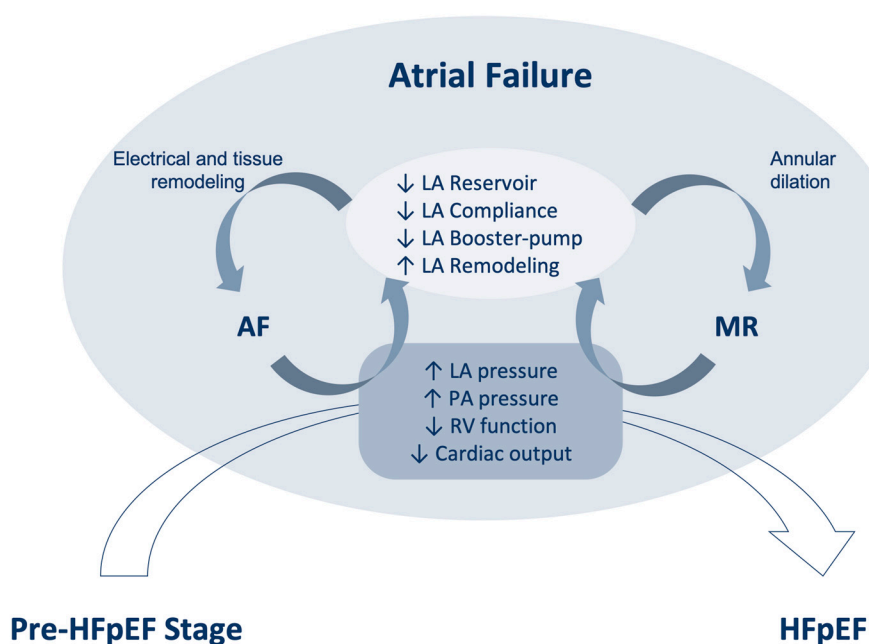 Atrial Failure
Electrical and tissue
remodeling
Annular
dilation
↓ LA Reservoir
↓ LA Compliance
↓ LA Booster-pump
↑ LA Remodeling
AF
MR
↑ LA pressure
↑ PA pressure
↓ RV function
↓ Cardiac output
Pre-HFpEF Stage
HFpEF